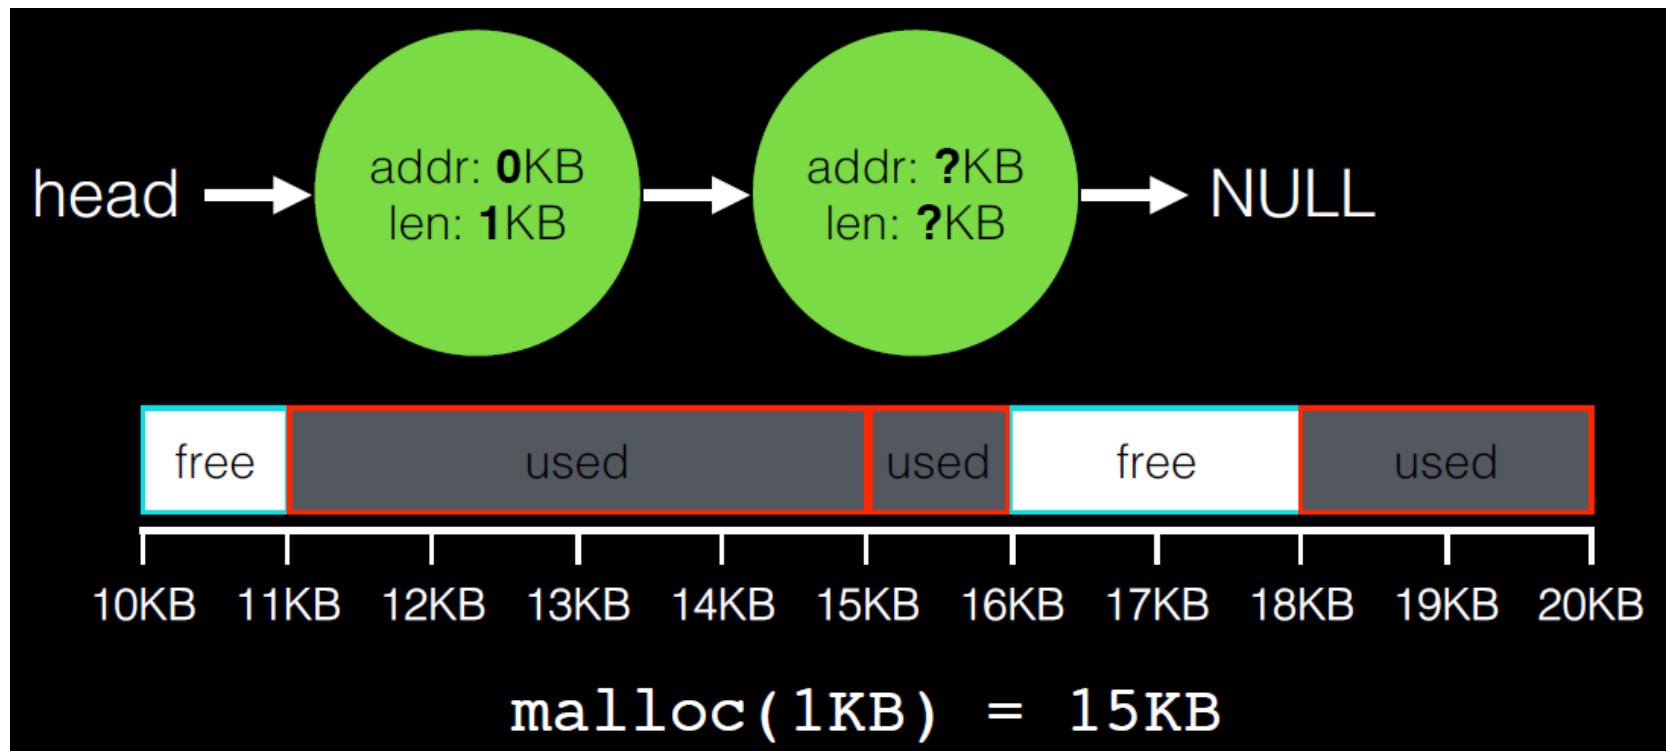 head
addr: 0KB
len: 1KB
addr: ?KB
len: ?KB
NULL
free used used free used
10KB 11KB 12KB 13KB 14KB 15KB 16KB 17KB 18KB 19KB 20KB
malloc(1KB) = 15KB